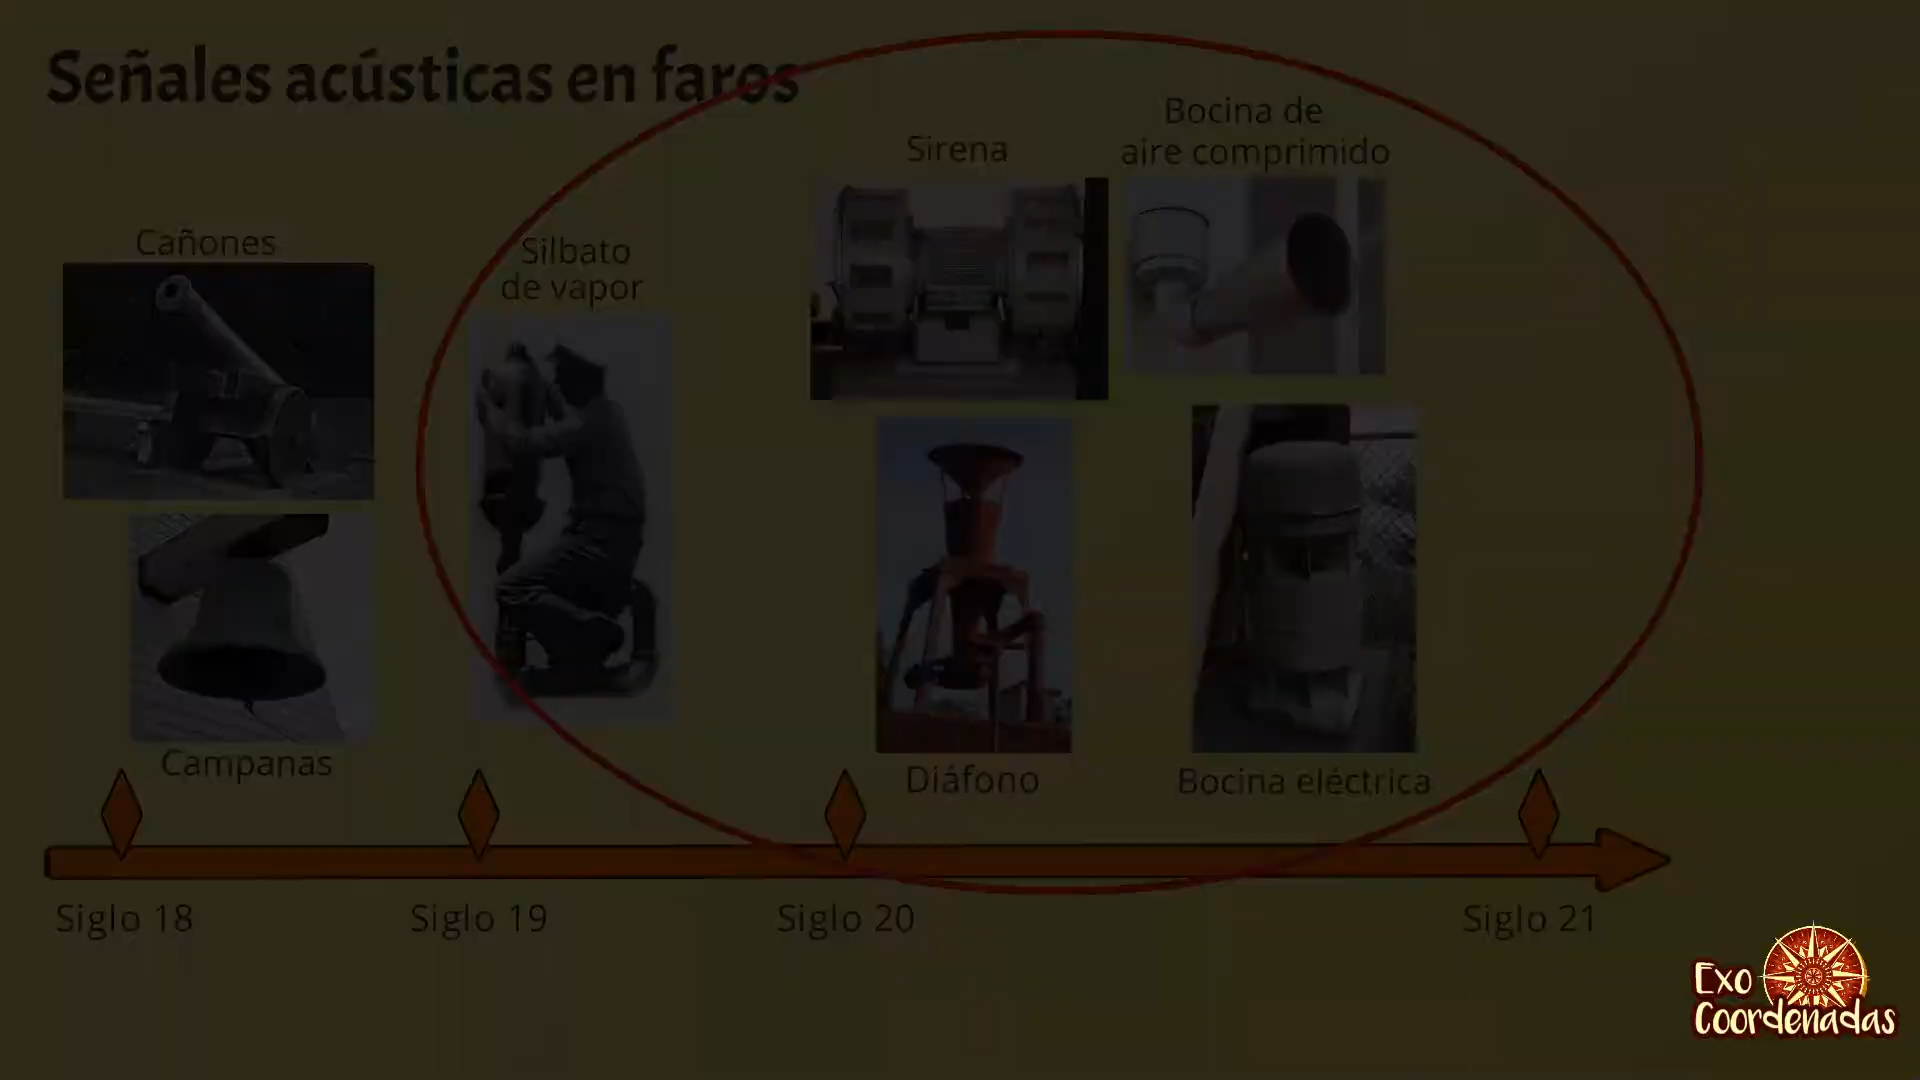 Señales acústicas en faros
Cañones
Campanas
Silbato
de vapor
Sirena
Diáfono
Bocina de
aire comprimido
Bocina eléctrica
Siglo 18
Siglo 19
Siglo 20
Siglo 21
Exo
Coordenadas